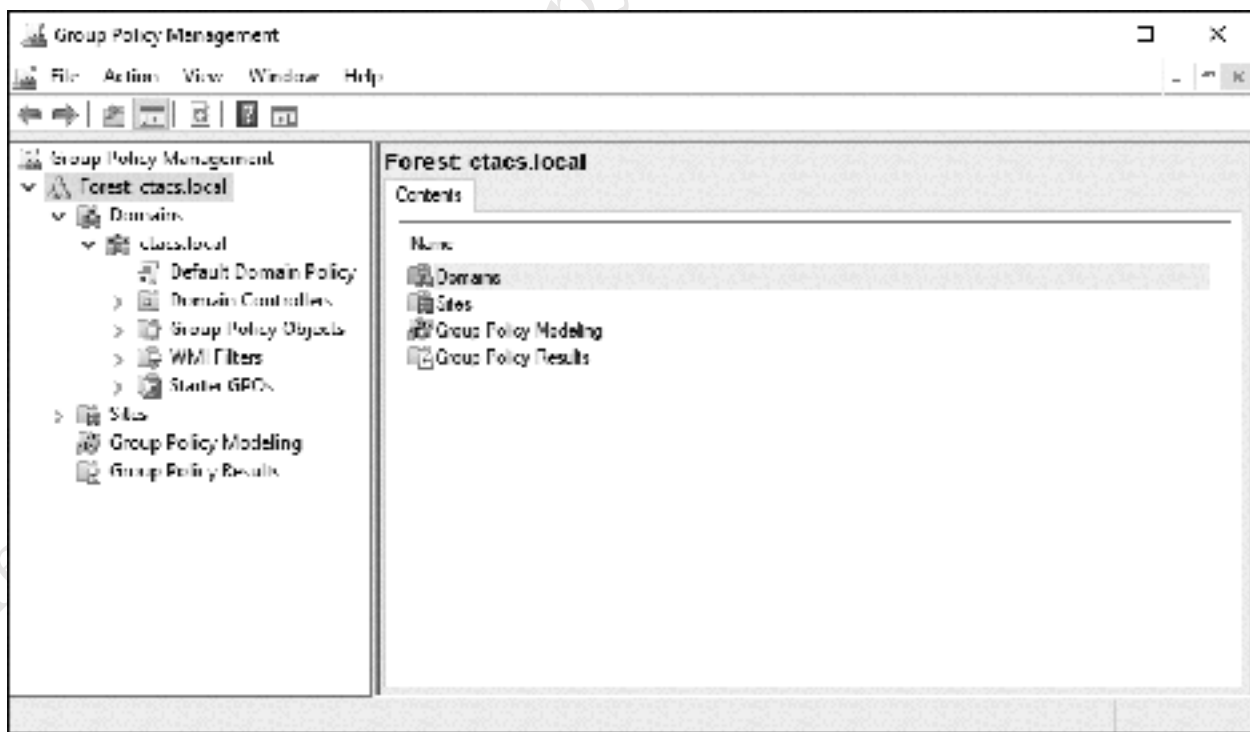 Group Policy Management
File Action View Window Help
Group Policy Management
Forest: ctacs.local
Domains
ctacs.local
Default Domain Policy
Domain Controllers
Group Policy Objects
WMI Filters
Starter GPOs
Sites
Group Policy Modeling
Group Policy Results
Forest: ctacs.local
Contents
Name
Domains
Sites
Group Policy Modeling
Group Policy Results